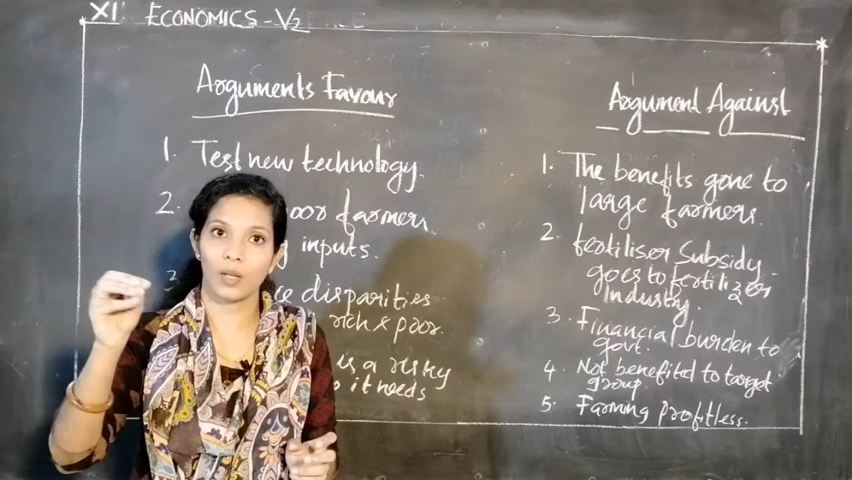 XI ECONOMICS - V2
Arguments Favour
1. Test new technology.
2. oor farmers
inputs.
3
ce disparities
rich & poor.
is a risky
it needs
Argument Against
1. The benefits gone to
large farmers.
2. fertiliser Subsidy
goes to fertilizer
Industry.
3. Financial burden to
govt.
4. Not benefited to target
group.
5. Farming profitless.